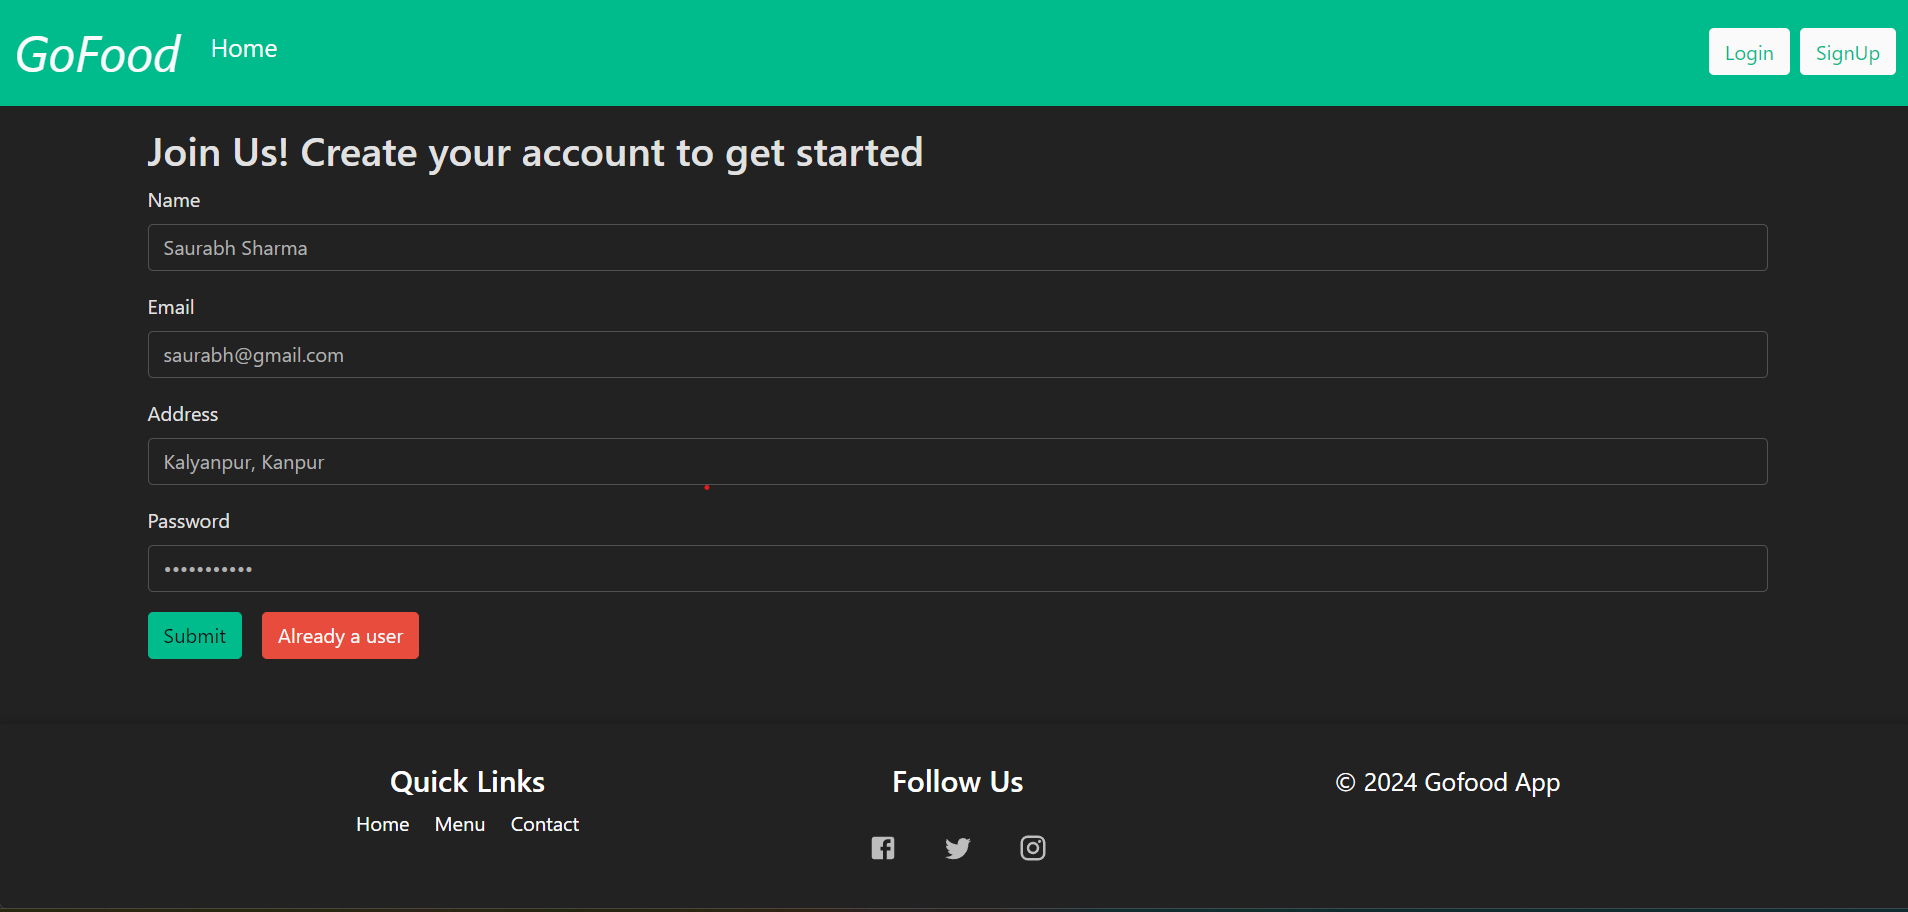 GoFood Home Login SignUp
Join Us! Create your account to get started
Name
Saurabh Sharma
Email
saurabh@gmail.com
Address
Kalyanpur, Kanpur
Password
•••••••••••
Submit Already a user
Quick Links Follow Us © 2024 Gofood App
Home Menu Contact